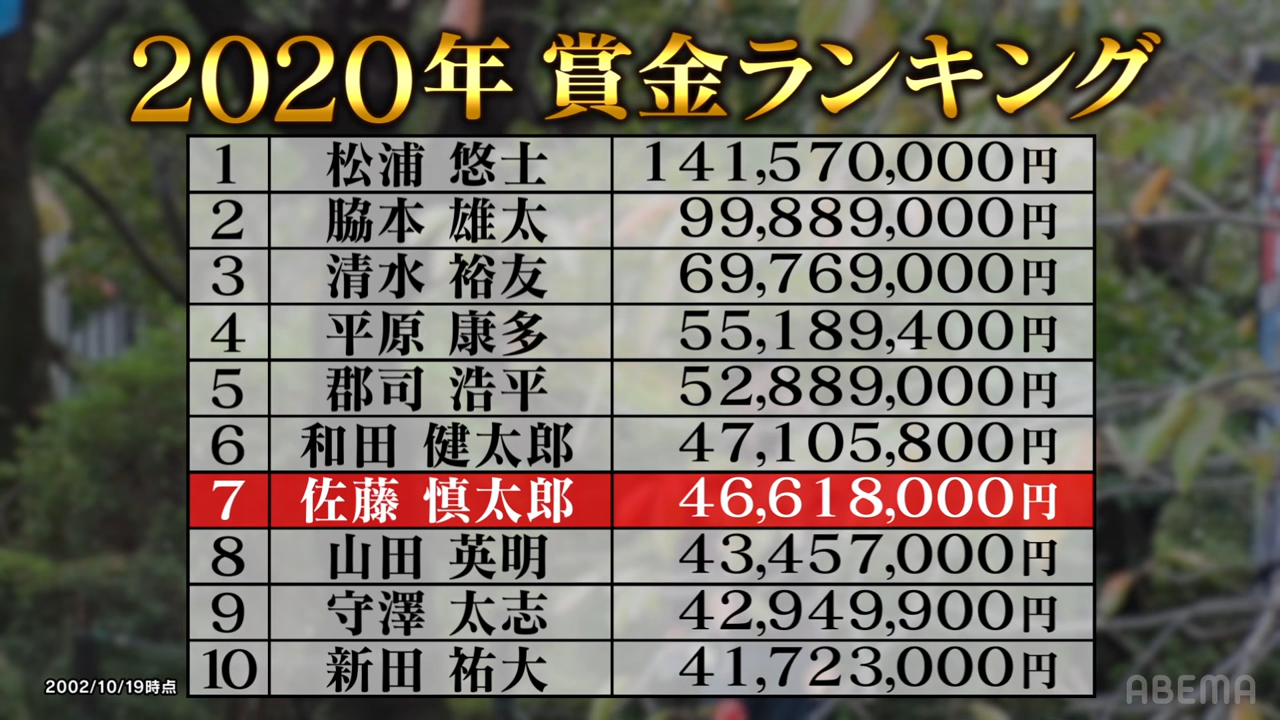 2020年 賞金ランキング
1 松浦 悠士 141,570,000円
2 脇本 雄太 99,889,000円
3 清水 裕友 69,769,000円
4 平原 康多 55,189,400円
5 郡司 浩平 52,889,000円
6 和田 健太郎 47,105,800円
7 佐藤 慎太郎 46,618,000円
8 山田 英明 43,457,000円
9 守澤 太志 42,949,900円
10 新田 祐大 41,723,000円
2002/10/19時点
ABEMA